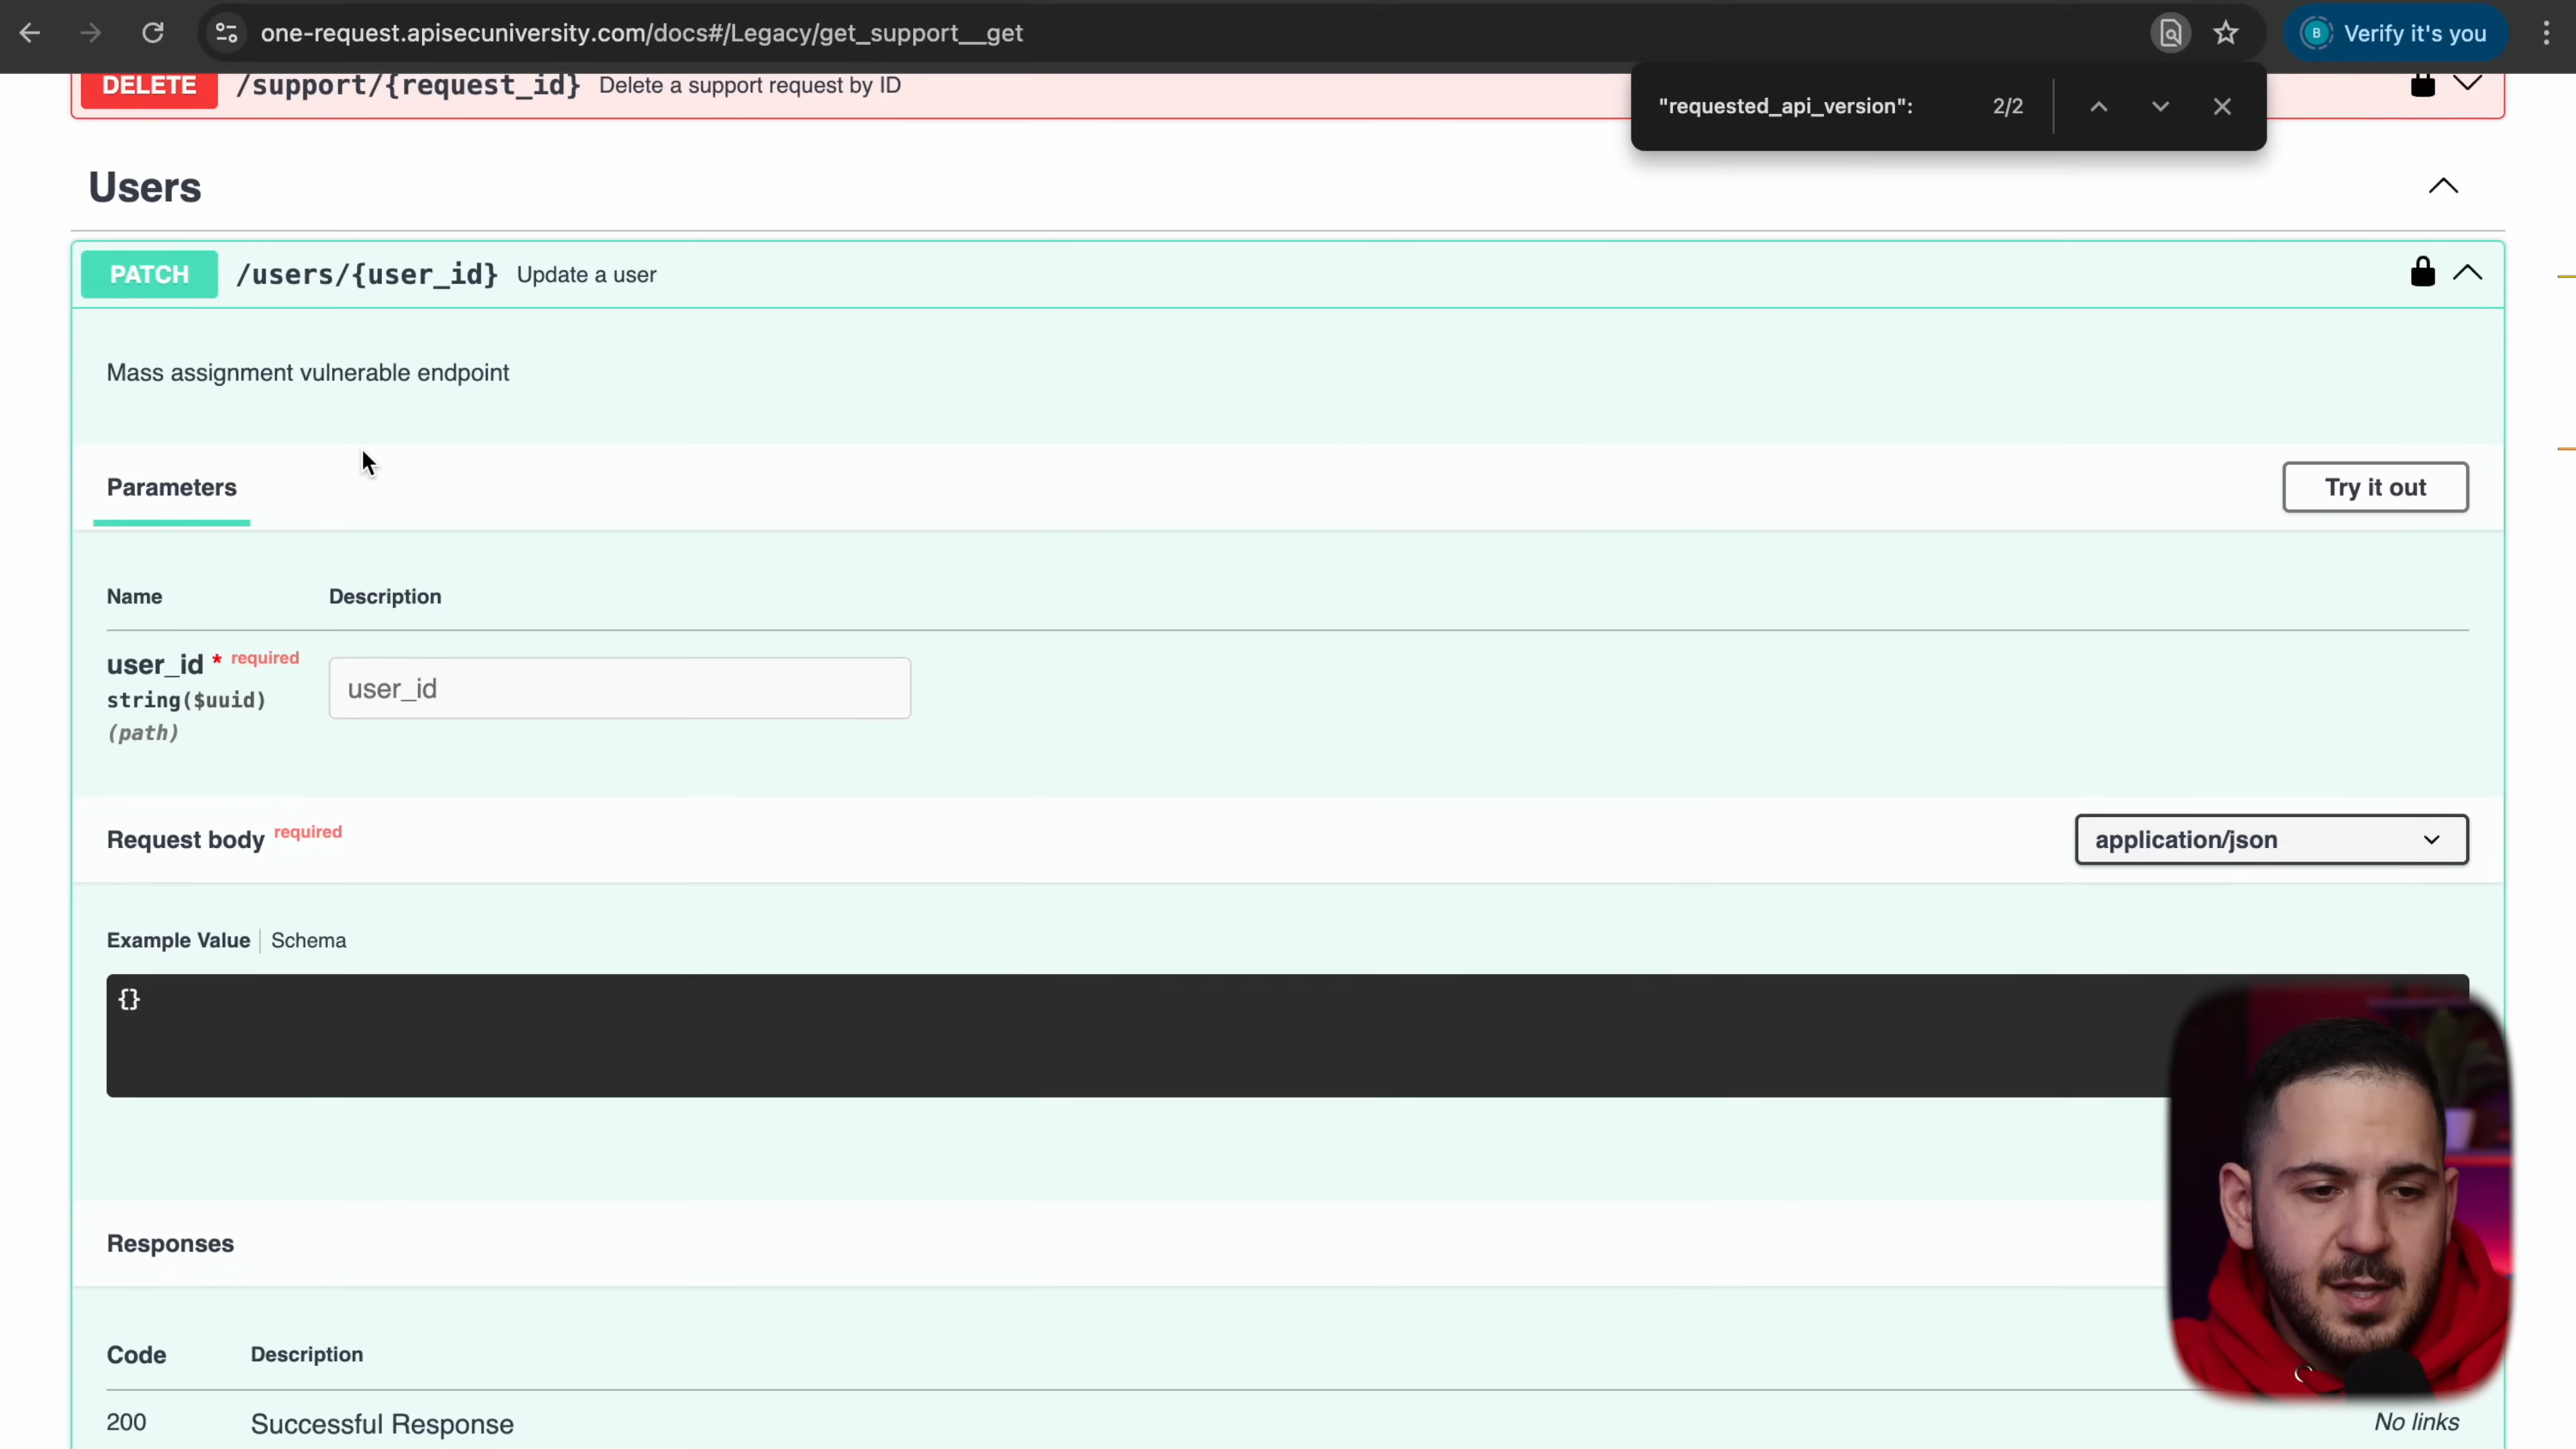 one-request.apisecuniversity.com/docs#/Legacy/get_support__get
B Verify it's you
DELETE /support/{request_id} Delete a support request by ID
"requested_api_version": 2/2
Users
PATCH /users/{user_id} Update a user
Mass assignment vulnerable endpoint
Parameters
Try it out
Name Description
user_id * required
string($uuid)
(path)
user_id
Request body required
application/json
Example Value Schema
{}
Responses
Code Description
200 Successful Response No links